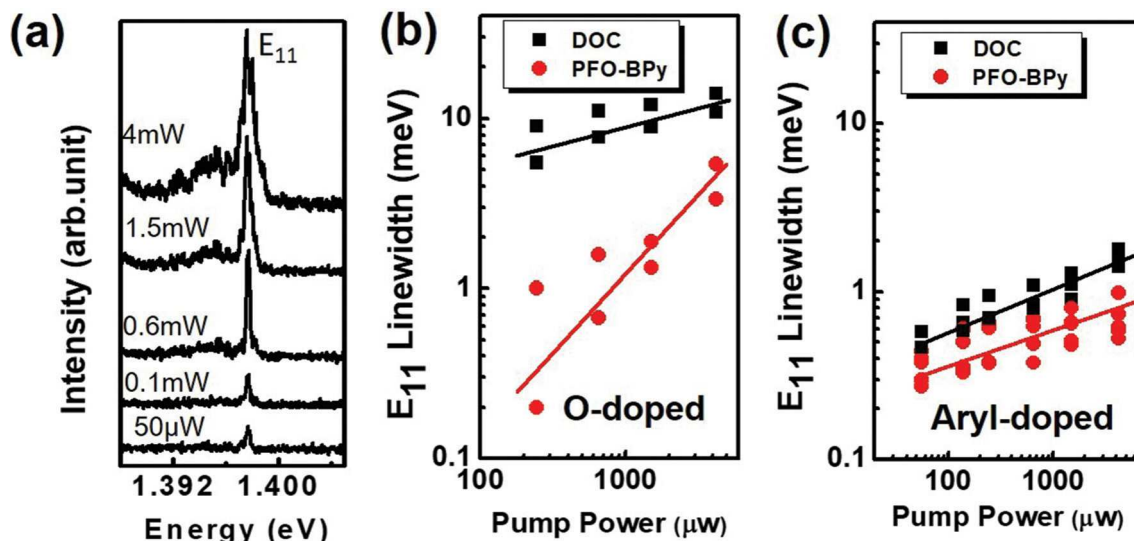 (a)
E11
4mW
1.5mW
0.6mW
0.1mW
50µW
Intensity (arb.unit)
1.392 1.400
Energy (eV)
(b)
DOC
PFO-BPy
E11 Linewidth (meV)
10
1
0.1
O-doped
100 1000
Pump Power (µw)
(c)
DOC
PFO-BPy
E11 Linewidth (meV)
10
1
0.1
Aryl-doped
100 1000
Pump Power (µw)